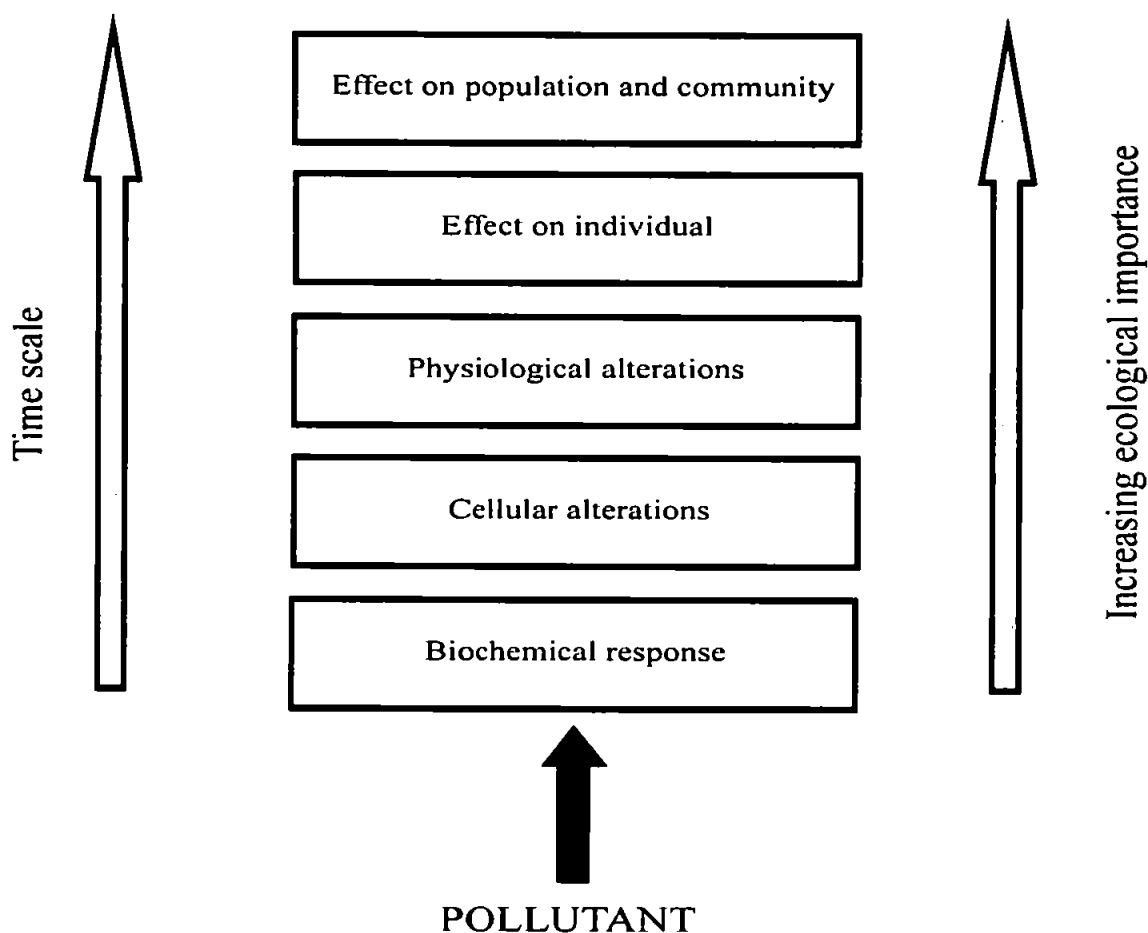 Effect on population and community
Effect on individual
Physiological alterations
Cellular alterations
Biochemical response
POLLUTANT
Time scale
Increasing ecological importance